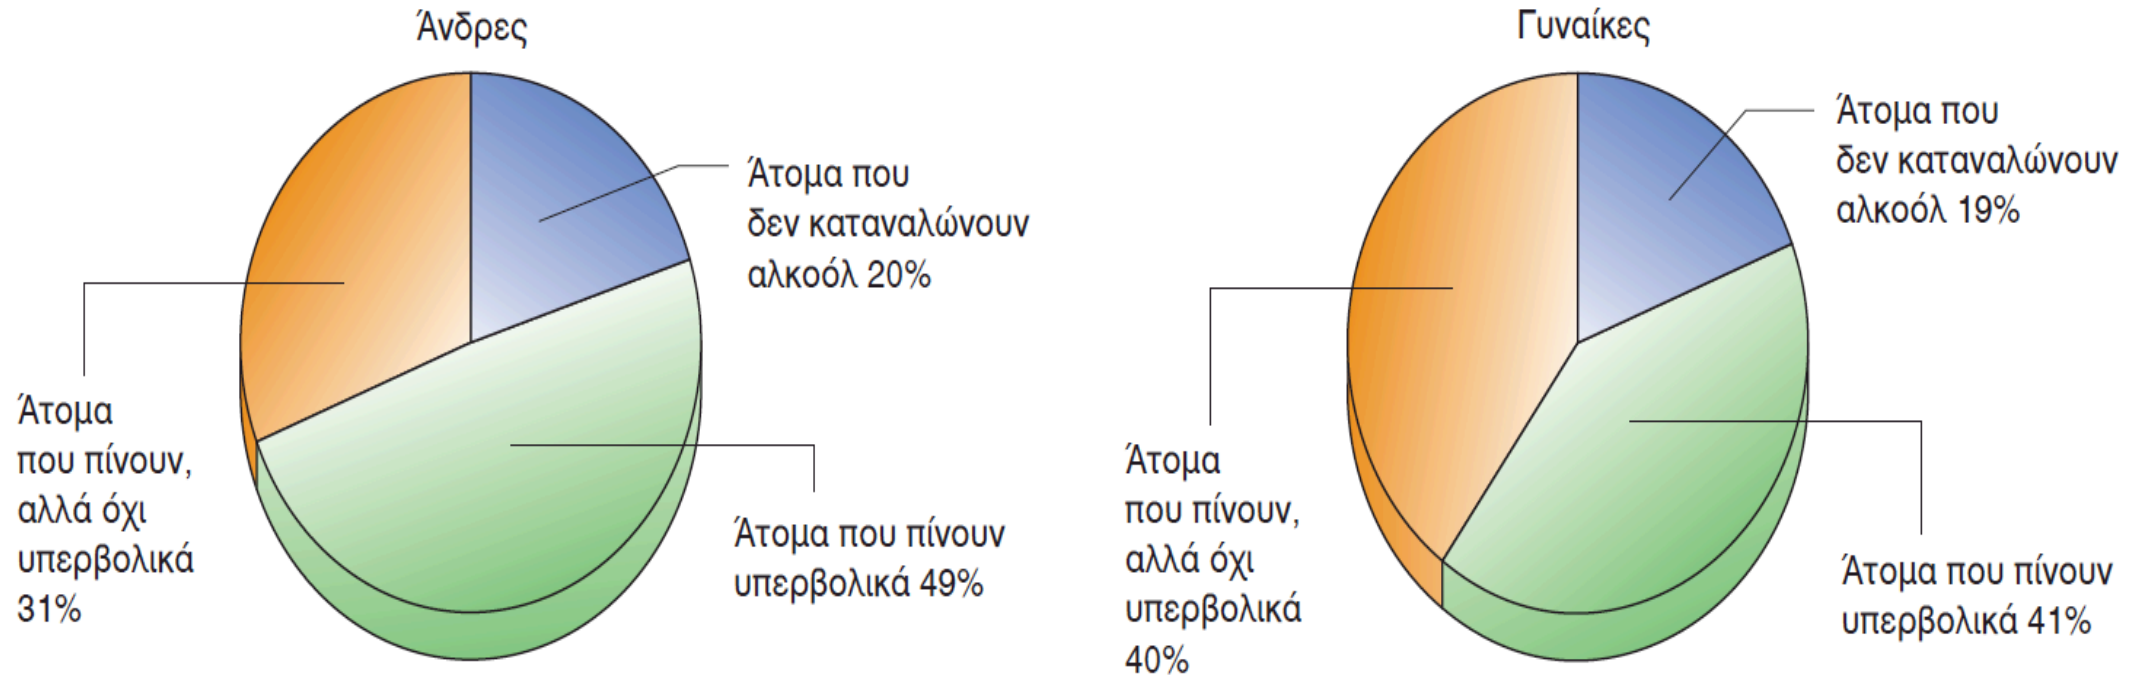 Άνδρες
Άτομα που
δεν καταναλώνουν
αλκοόλ 20%
Άτομα
που πίνουν,
αλλά όχι
υπερβολικά
31%
Άτομα που πίνουν
υπερβολικά 49%
Γυναίκες
Άτομα που
δεν καταναλώνουν
αλκοόλ 19%
Άτομα
που πίνουν,
αλλά όχι
υπερβολικά
40%
Άτομα που πίνουν
υπερβολικά 41%